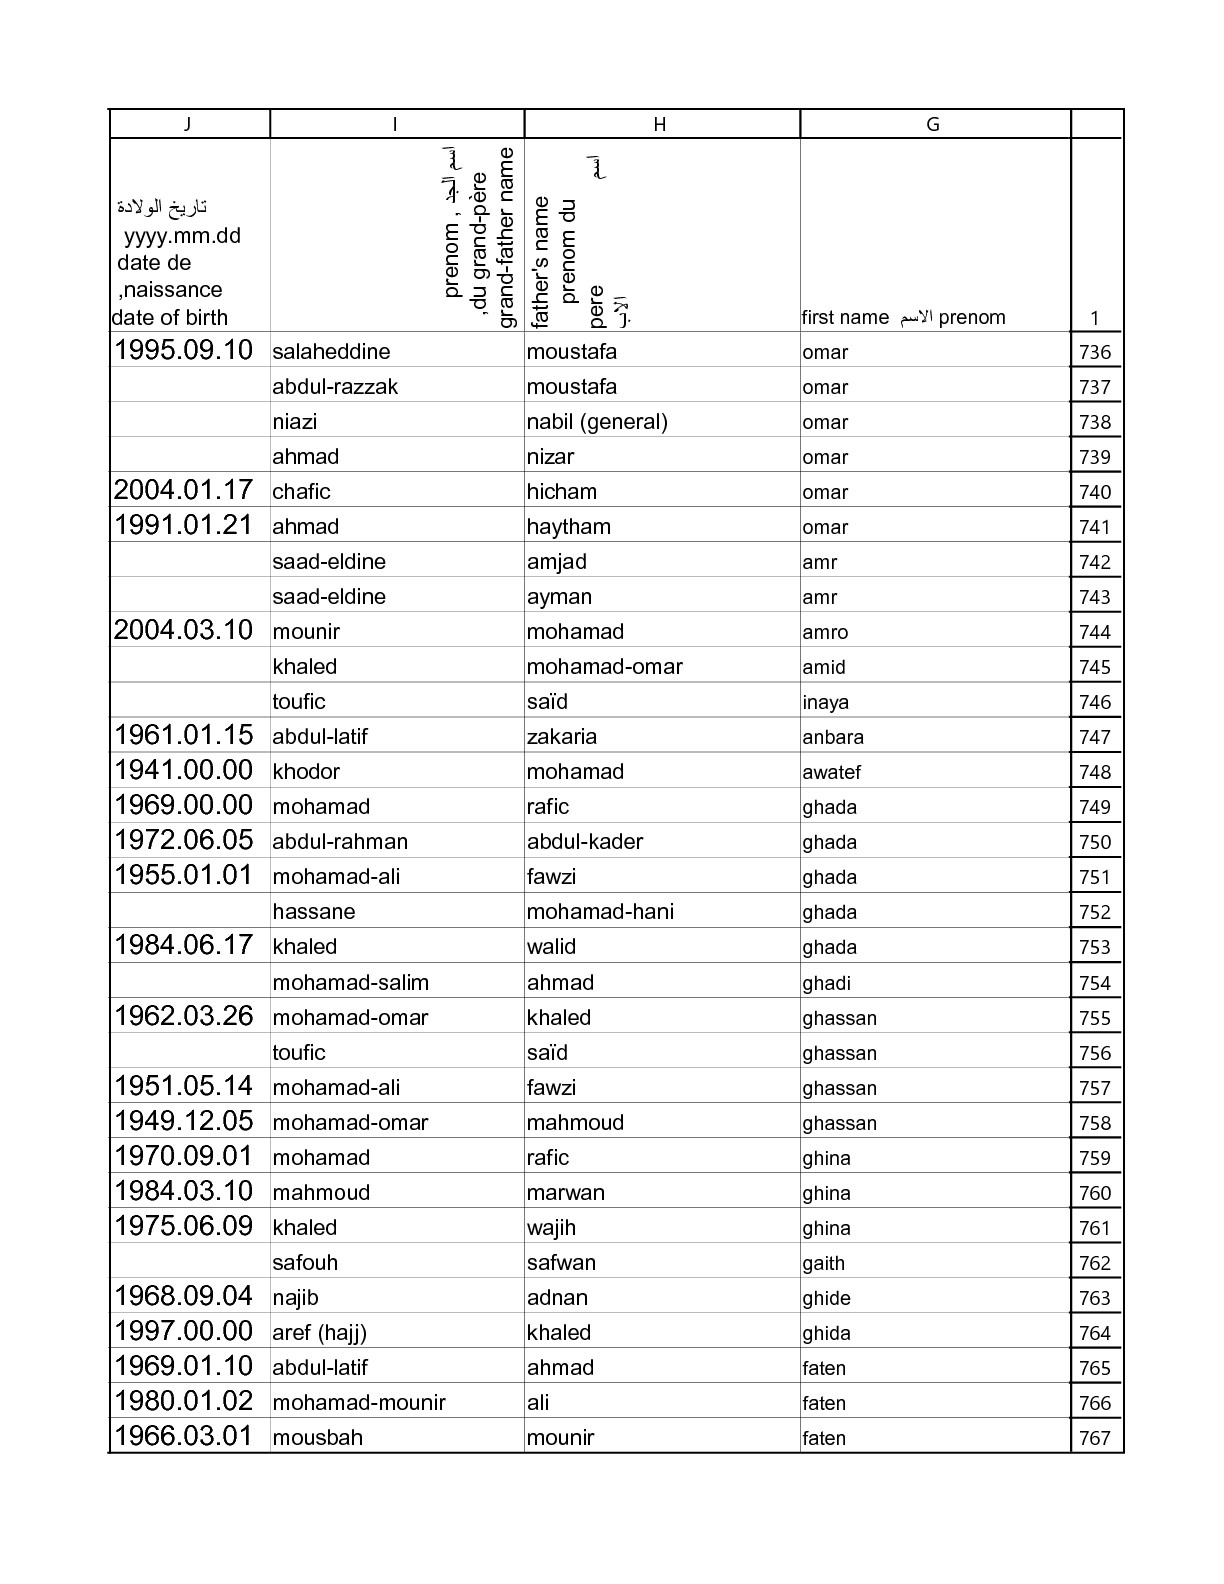 J I H G
تاريخ الولادة
yyyy.mm.dd
date de
,naissance
date of birth
اسم الجد , prenom
,du grand-père
grand-father name
father's name
اسم prenom du
pere
الاب
first name الاسم prenom 1
1995.09.10 salaheddine moustafa omar 736
abdul-razzak moustafa omar 737
niazi nabil (general) omar 738
ahmad nizar omar 739
2004.01.17 chafic hicham omar 740
1991.01.21 ahmad haytham omar 741
saad-eldine amjad amr 742
saad-eldine ayman amr 743
2004.03.10 mounir mohamad amro 744
khaled mohamad-omar amid 745
toufic saïd inaya 746
1961.01.15 abdul-latif zakaria anbara 747
1941.00.00 khodor mohamad awatef 748
1969.00.00 mohamad rafic ghada 749
1972.06.05 abdul-rahman abdul-kader ghada 750
1955.01.01 mohamad-ali fawzi ghada 751
hassane mohamad-hani ghada 752
1984.06.17 khaled walid ghada 753
mohamad-salim ahmad ghadi 754
1962.03.26 mohamad-omar khaled ghassan 755
toufic saïd ghassan 756
1951.05.14 mohamad-ali fawzi ghassan 757
1949.12.05 mohamad-omar mahmoud ghassan 758
1970.09.01 mohamad rafic ghina 759
1984.03.10 mahmoud marwan ghina 760
1975.06.09 khaled wajih ghina 761
safouh safwan gaith 762
1968.09.04 najib adnan ghide 763
1997.00.00 aref (hajj) khaled ghida 764
1969.01.10 abdul-latif ahmad faten 765
1980.01.02 mohamad-mounir ali faten 766
1966.03.01 mousbah mounir faten 767